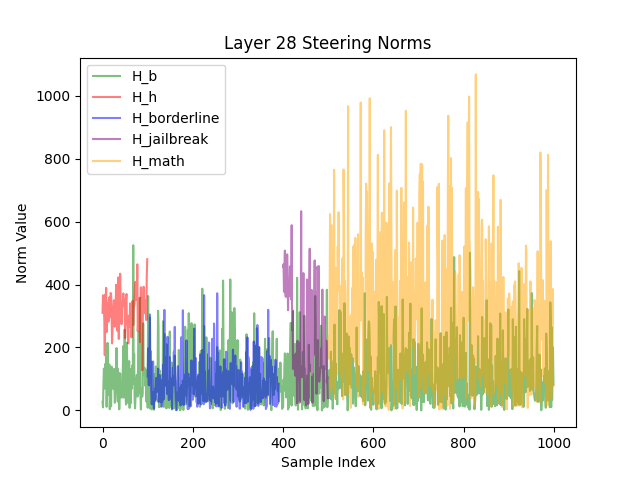 Layer 28 Steering Norms
H_b
H_h
H_borderline
H_jailbreak
H_math
Norm Value
1000
800
600
400
200
0
0 200 400 600 800 1000
Sample Index